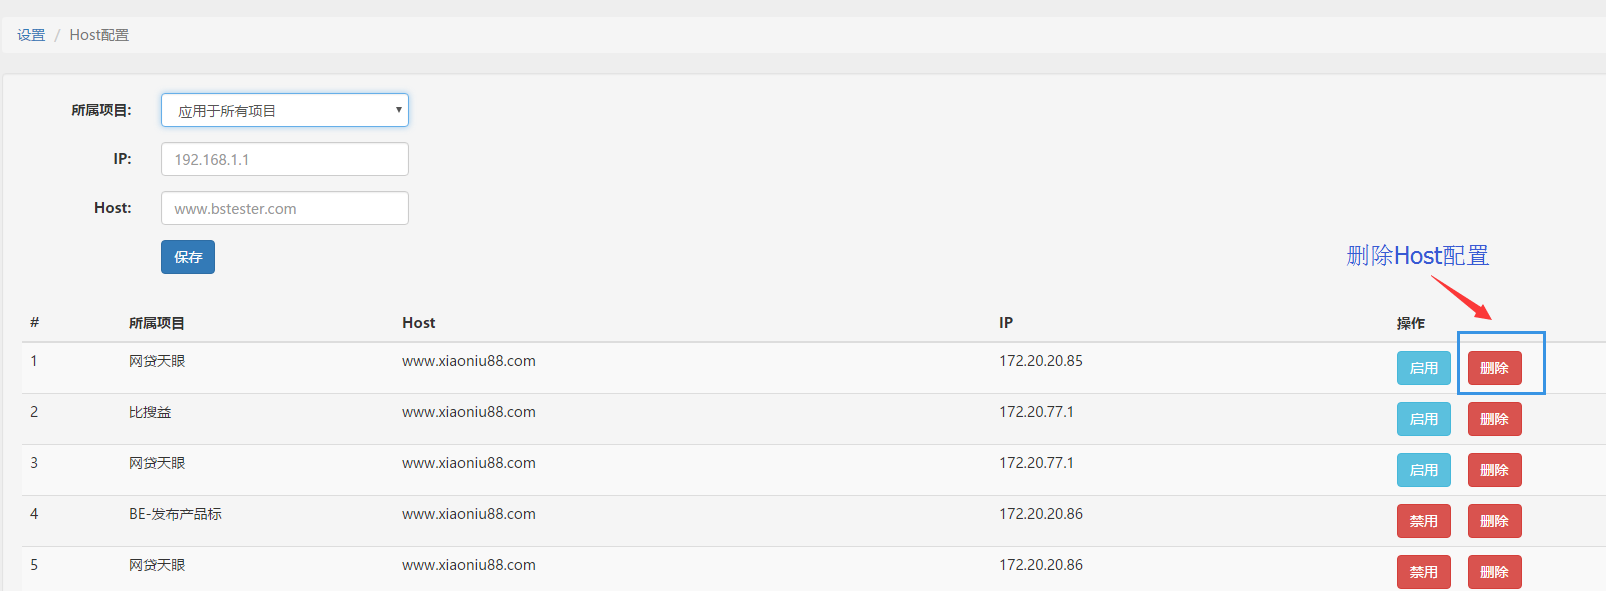 设置 / Host配置
所属项目: 应用于所有项目
IP: 192.168.1.1
Host: www.bstester.com
保存
删除Host配置
# 所属项目 Host IP 操作
1 网贷天眼 www.xiaoniu88.com 172.20.20.85 启用 删除
2 比搜益 www.xiaoniu88.com 172.20.77.1 启用 删除
3 网贷天眼 www.xiaoniu88.com 172.20.77.1 启用 删除
4 BE-发布产品标 www.xiaoniu88.com 172.20.20.86 禁用 删除
5 网贷天眼 www.xiaoniu88.com 172.20.20.86 禁用 删除